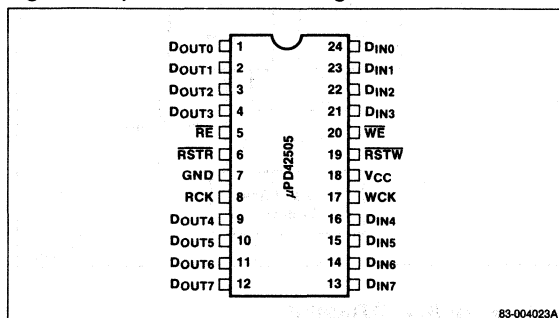 DOUT0 1 24 DIN0
DOUT1 2 23 DIN1
DOUT2 3 22 DIN2
DOUT3 4 21 DIN3
RE 5 20 WE
RSTR 6 19 RSTW
GND 7 18 VCC
RCK 8 17 WCK
DOUT4 9 16 DIN4
DOUT5 10 15 DIN5
DOUT6 11 14 DIN6
DOUT7 12 13 DIN7
μPD42505
83-004023A